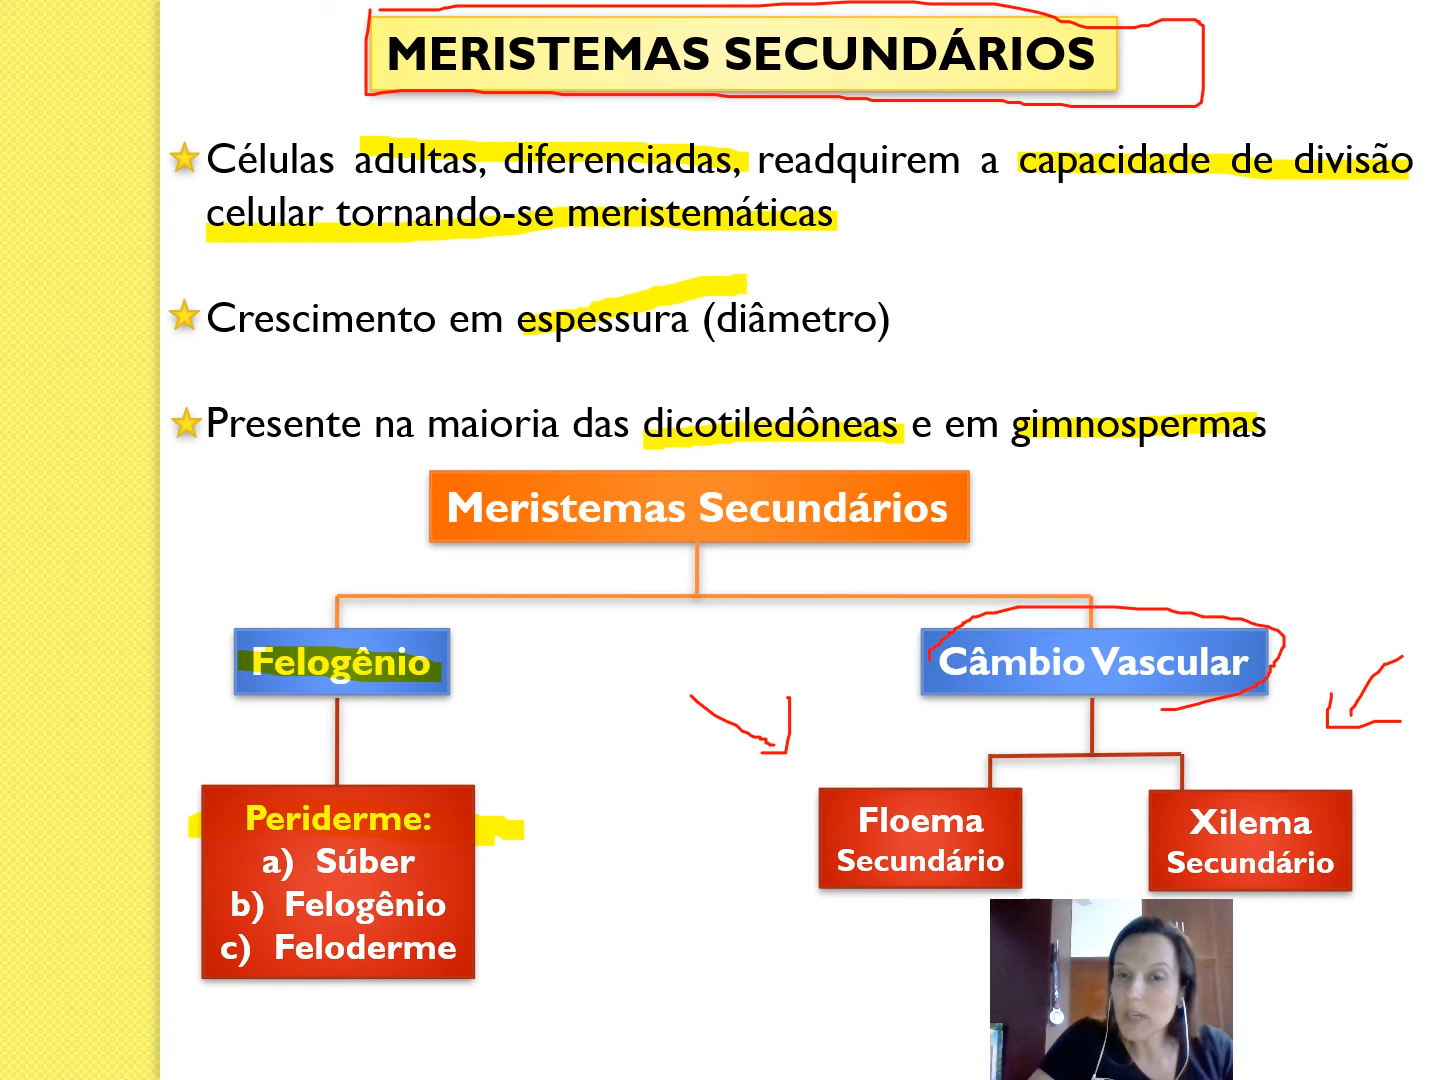 MERISTEMAS SECUNDÁRIOS
Células adultas, diferenciadas, readquirem a capacidade de divisão
celular tornando-se meristemáticas
Crescimento em espessura (diâmetro)
Presente na maioria das dicotiledôneas e em gimnospermas
Meristemas Secundários
Felogênio
Câmbio Vascular
Periderme:
a) Súber
b) Felogênio
c) Feloderme
Floema
Secundário
Xilema
Secundário